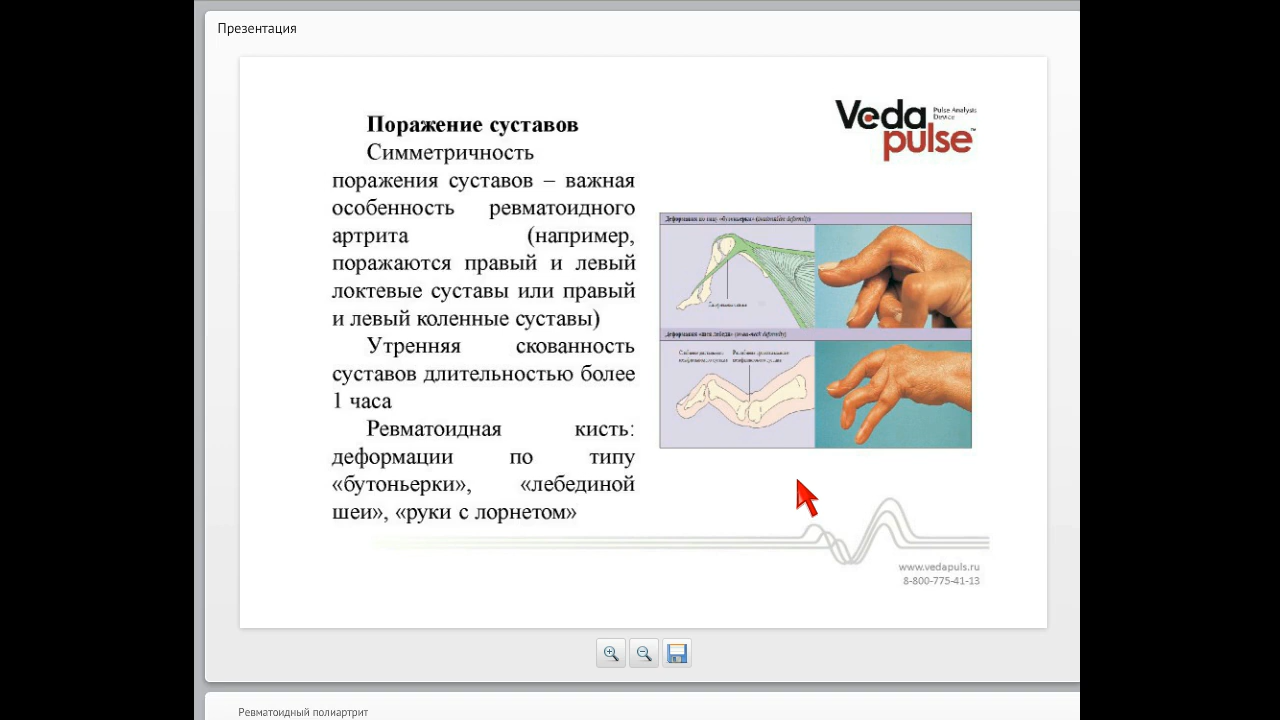 Презентация
Veda
pulse
Pulse Analysis
Device
Поражение суставов
Симметричность
поражения суставов – важная
особенность ревматоидного
артрита (например,
поражаются правый и левый
локтевые суставы или правый
и левый коленные суставы)
Утренняя скованность
суставов длительностью более
1 часа
Ревматоидная кисть:
деформации по типу
«бутоньерки», «лебединой
шеи», «руки с лорнетом»
www.vedapuls.ru
8-800-775-41-13
Ревматоидный полиартрит